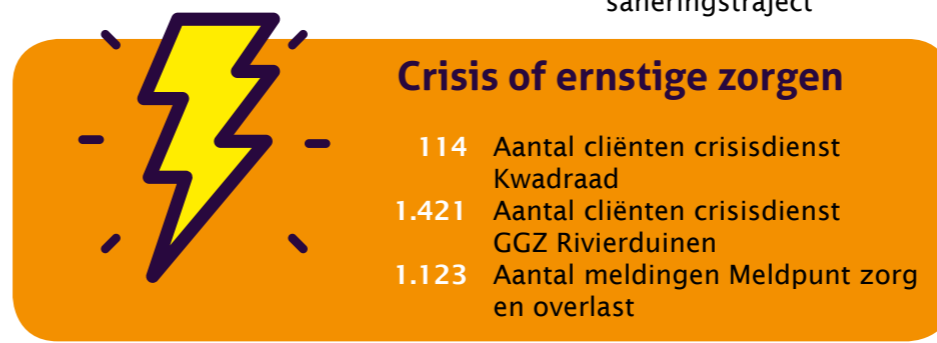 saneringstraject
Crisis of ernstige zorgen
114 Aantal cliënten crisisdienst
Kwadraad
1.421 Aantal cliënten crisisdienst
GGZ Rivierduinen
1.123 Aantal meldingen Meldpunt zorg
en overlast